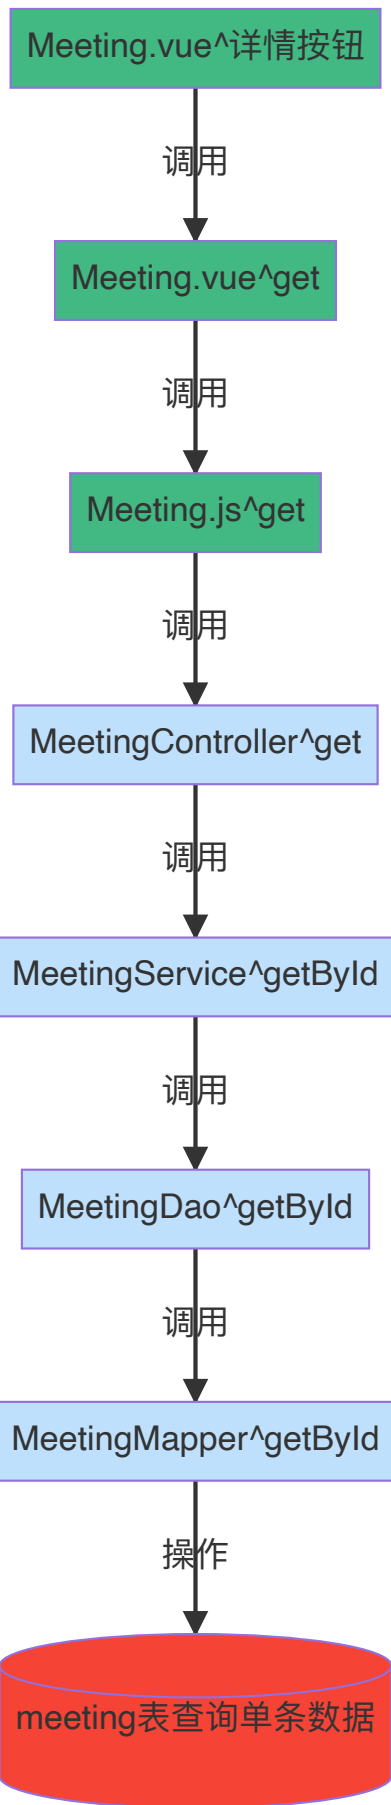 Meeting.vue^详情按钮
调用
Meeting.vue^get
调用
Meeting.js^get
调用
MeetingController^get
调用
MeetingService^getById
调用
MeetingDao^getById
调用
MeetingMapper^getById
操作
meeting表查询单条数据